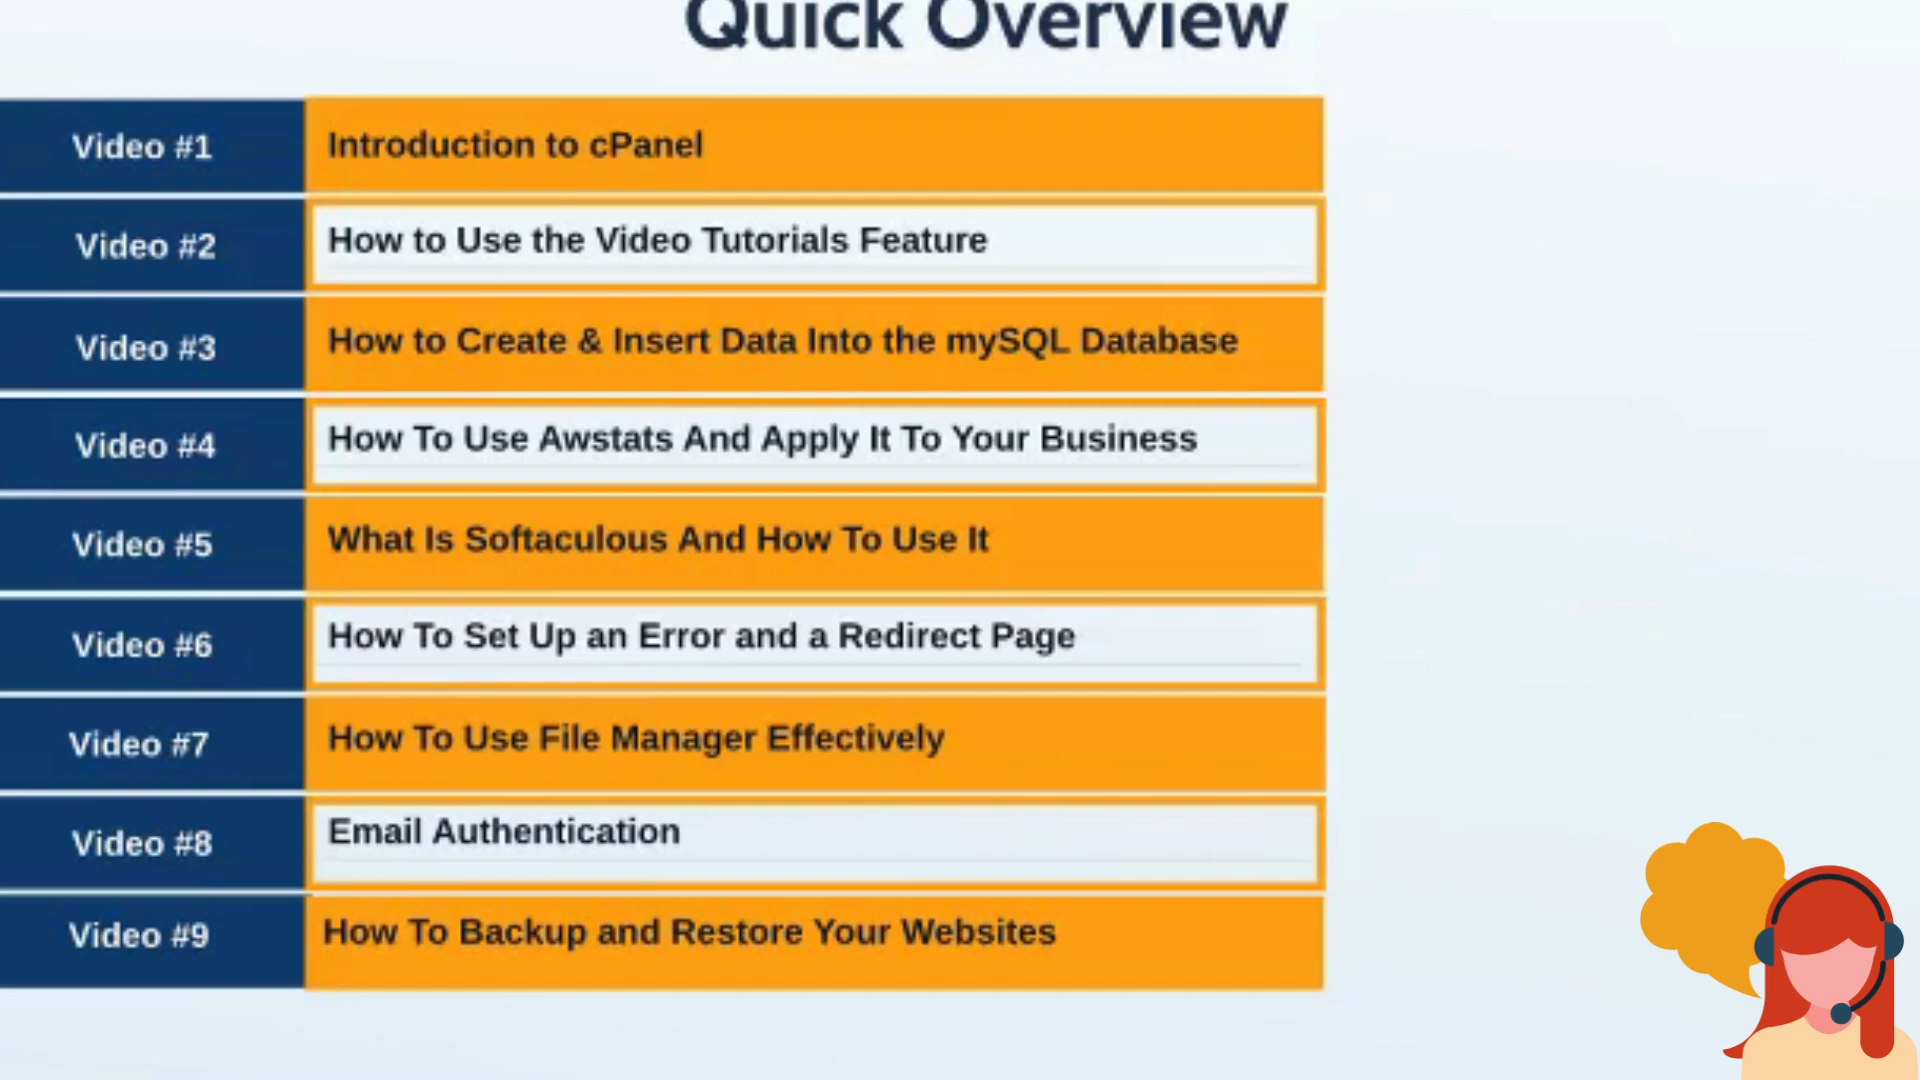 Quick Overview
Video #1 Introduction to cPanel
Video #2 How to Use the Video Tutorials Feature
Video #3 How to Create & Insert Data Into the mySQL Database
Video #4 How To Use Awstats And Apply It To Your Business
Video #5 What Is Softaculous And How To Use It
Video #6 How To Set Up an Error and a Redirect Page
Video #7 How To Use File Manager Effectively
Video #8 Email Authentication
Video #9 How To Backup and Restore Your Websites